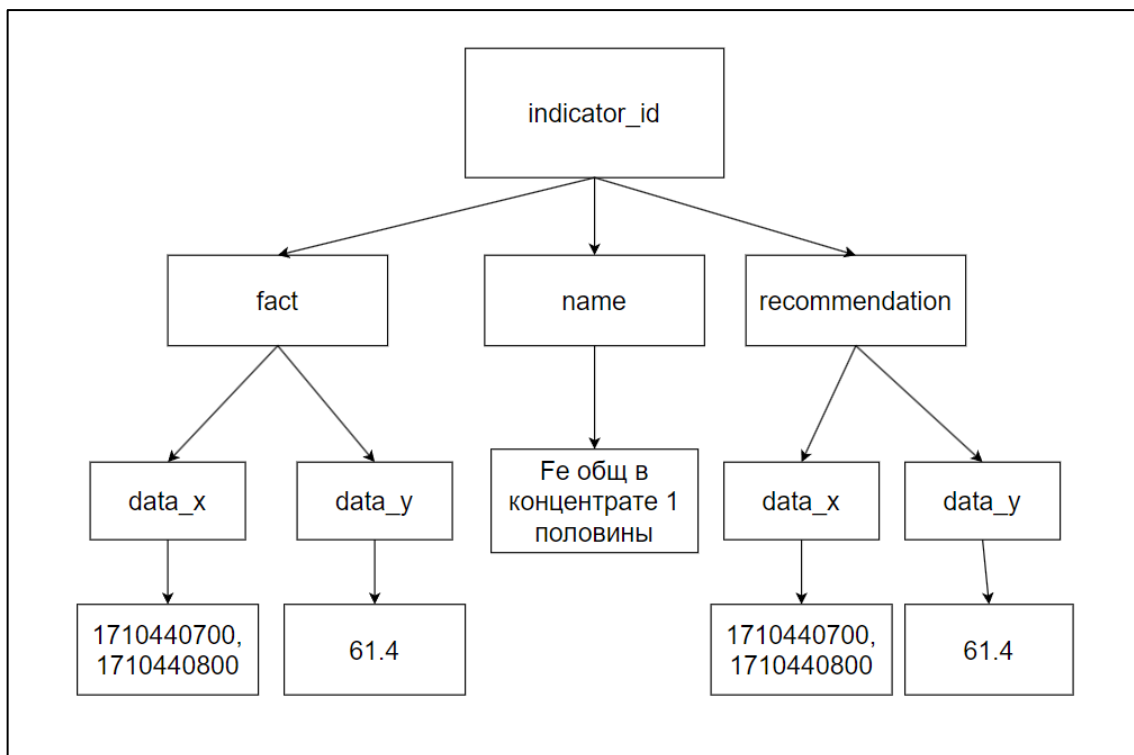 indicator_id
fact
name
recommendation
data_x
data_y
Fe общ в
концентрате 1
половины
data_x
data_y
1710440700,
1710440800
61.4
1710440700,
1710440800
61.4